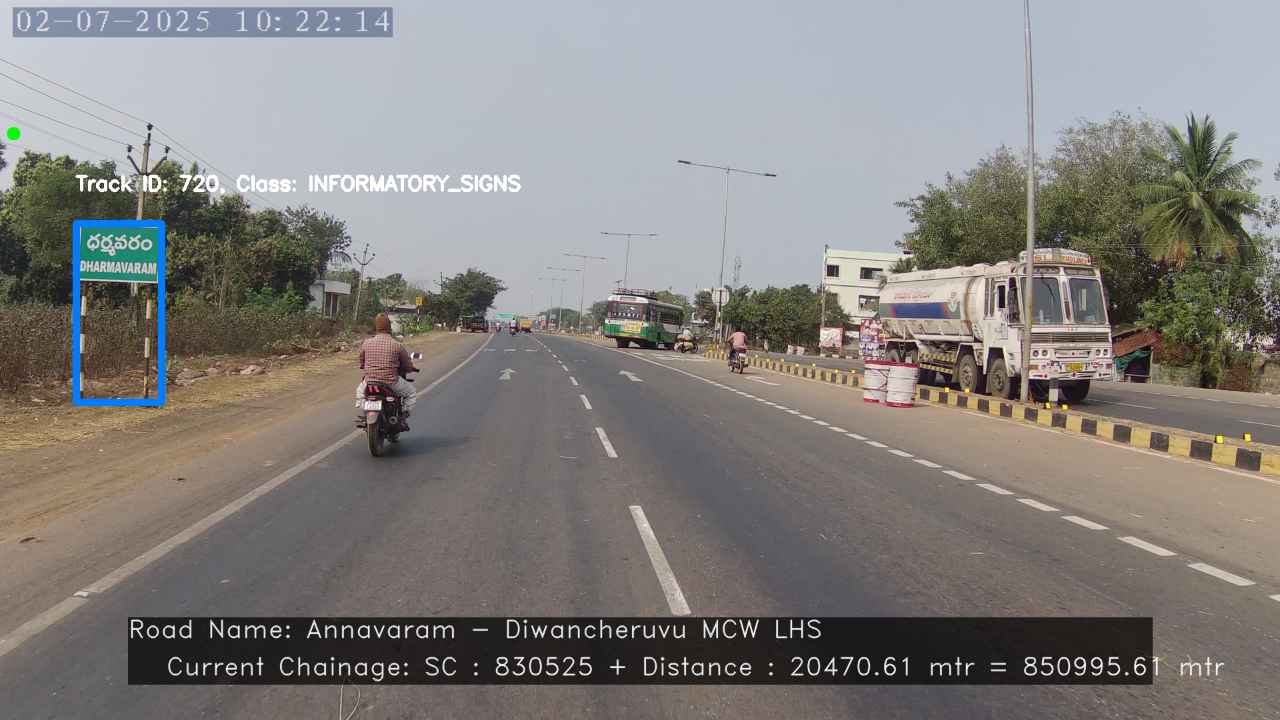 02-07-2025 10:22:14
Track ID: 720, Class: INFORMATORY_SIGNS
ధర్మవరం
DHARMAVARAM
Road Name: Annavaram - Diwancheruvu MCW LHS
Current Chainage: SC : 830525 + Distance : 20470.61 mtr = 850995.61 mtr